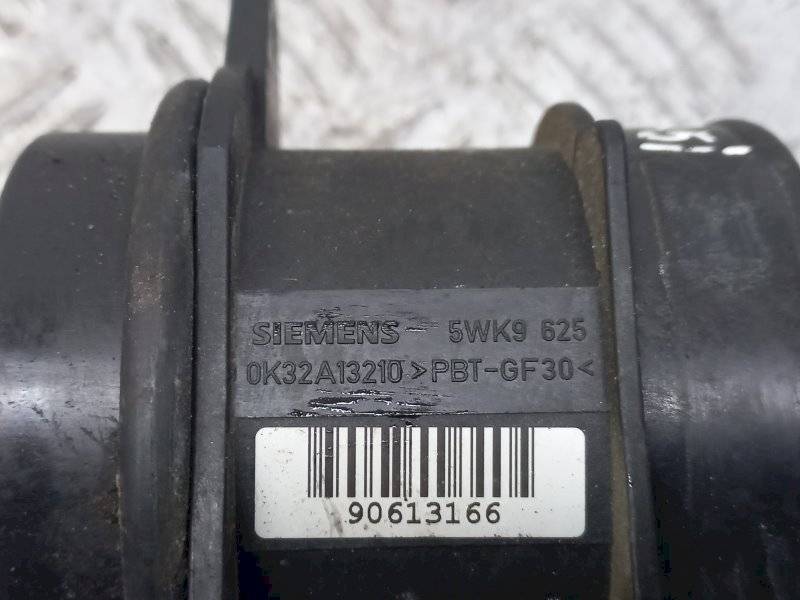 SIEMENS 5WK9 625
0K32A13210 >PBT-GF30<
90613166